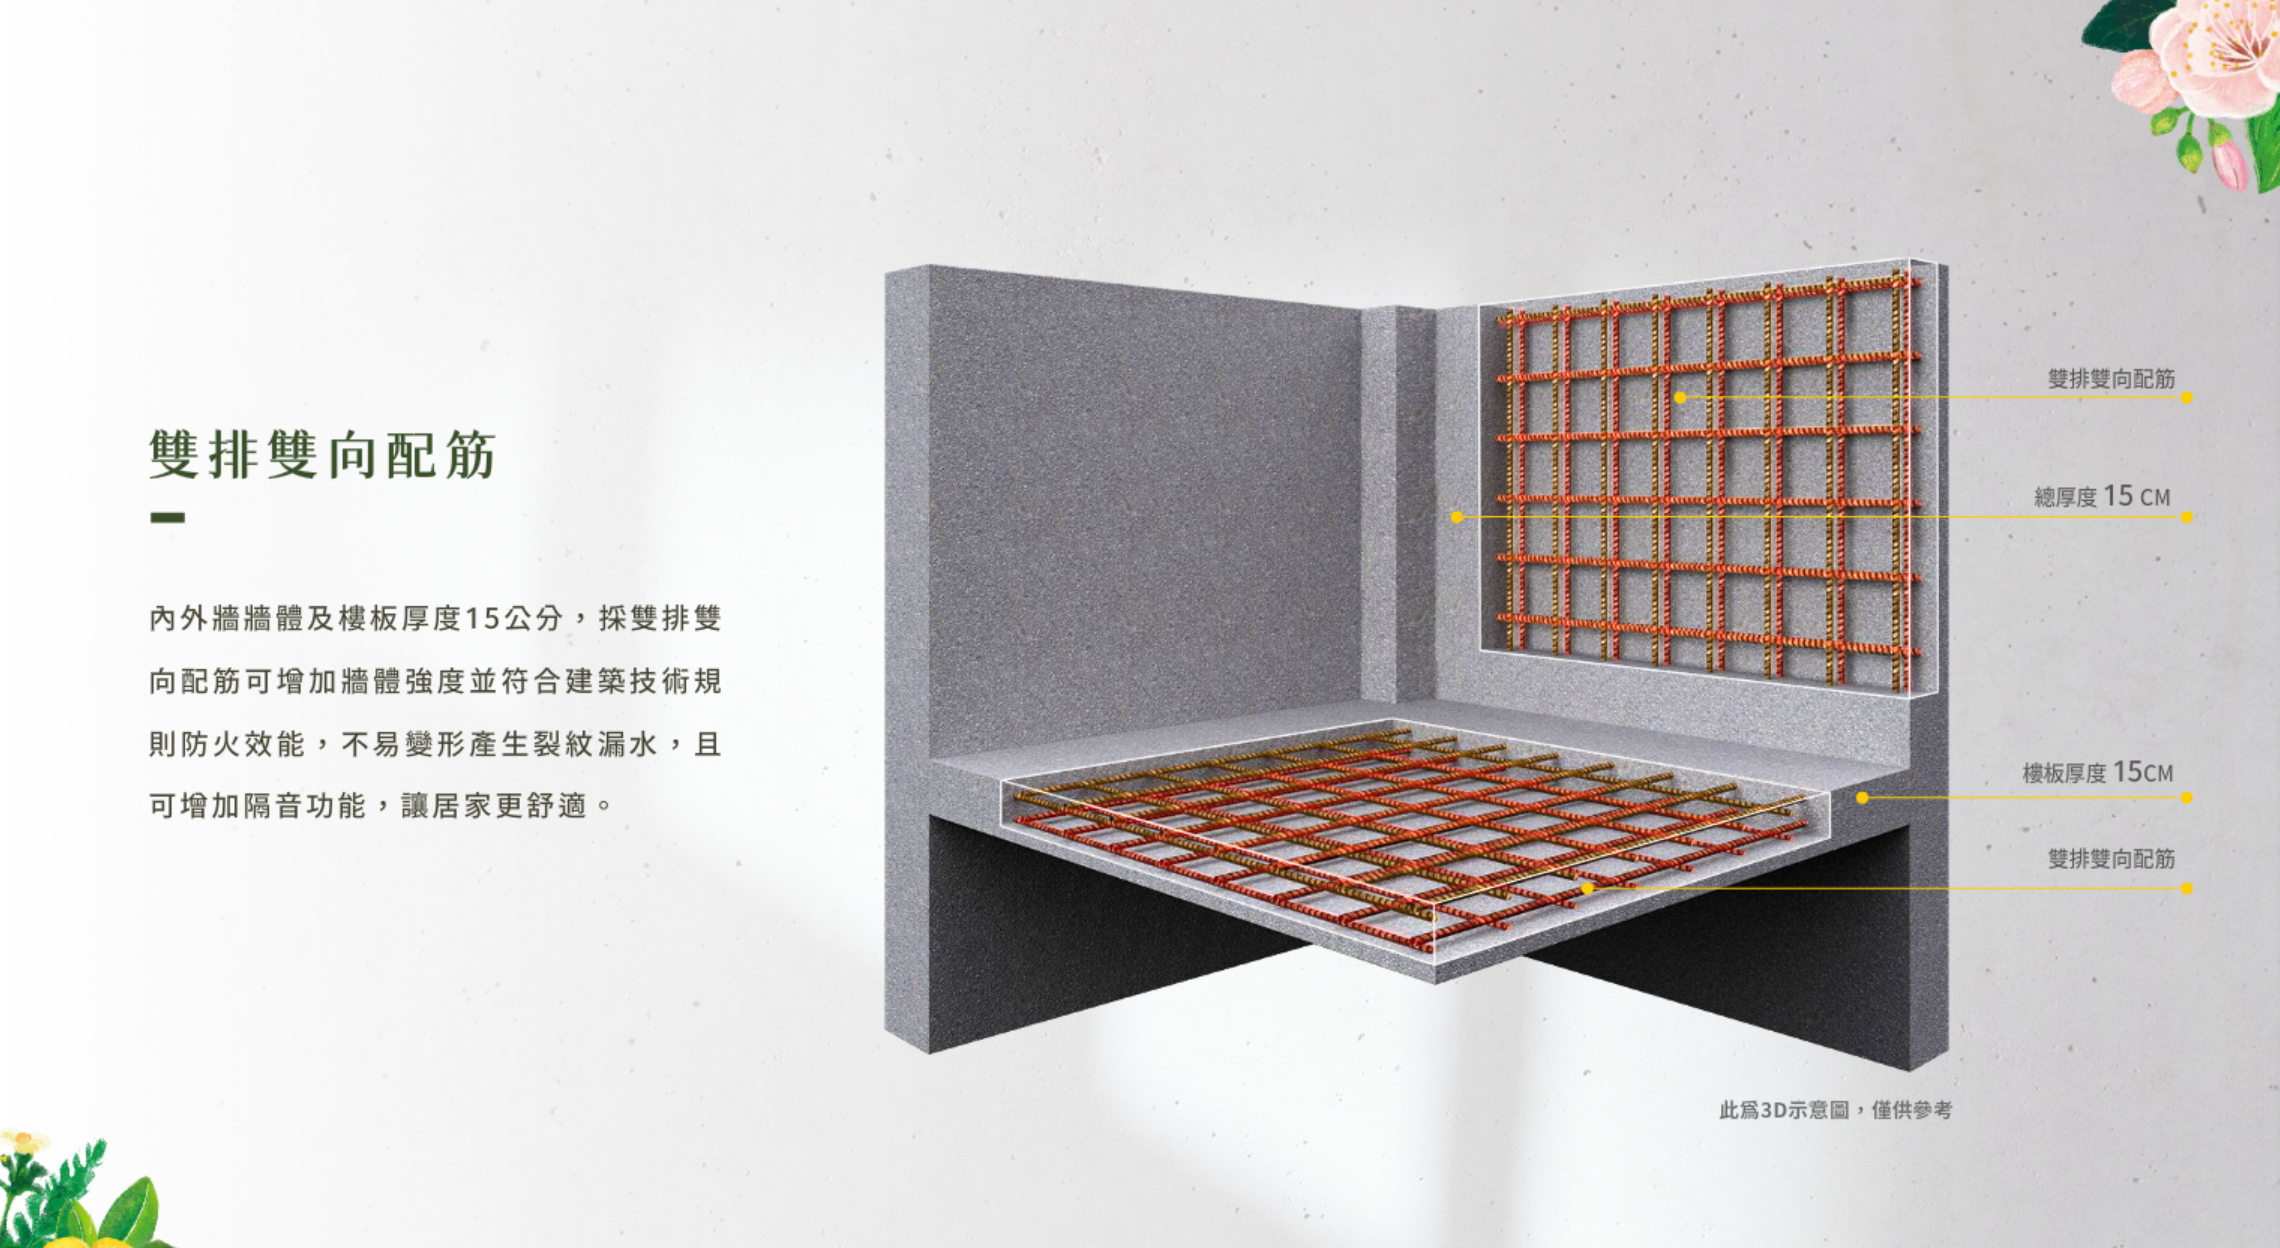 雙排雙向配筋
內外牆牆體及樓板厚度15公分，採雙排雙
向配筋可增加牆體強度並符合建築技術規
則防火效能，不易變形產生裂紋漏水，且
可增加隔音功能，讓居家更舒適。
雙排雙向配筋
總厚度 15 CM
樓板厚度 15CM
雙排雙向配筋
此為3D示意圖，僅供參考